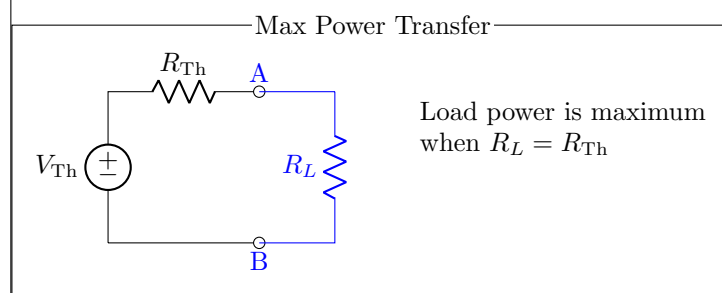 Max Power Transfer
R_Th
A
V_Th
+
−
R_L
B
Load power is maximum
when R_L = R_Th